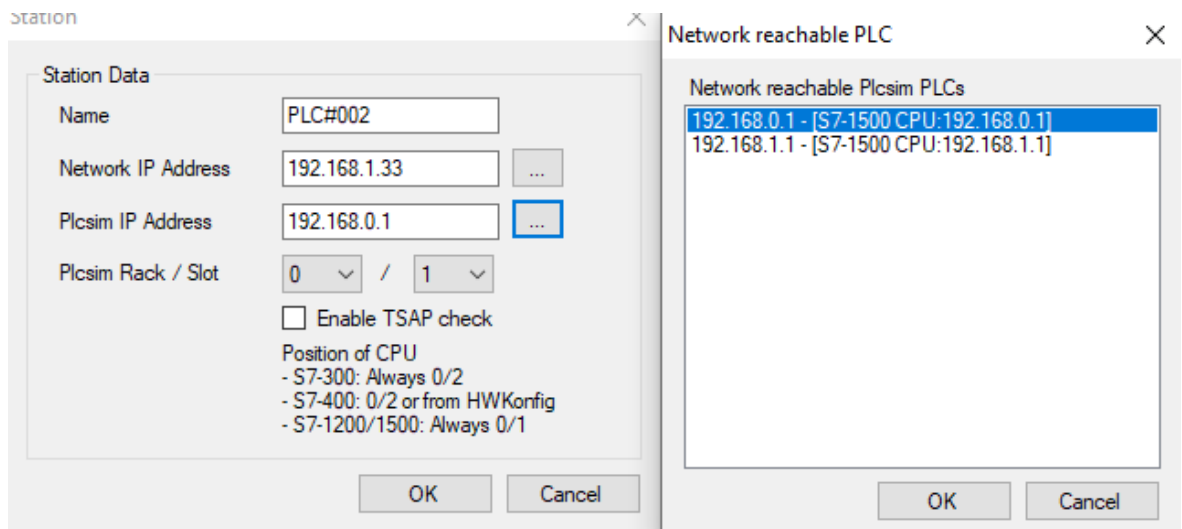 Station
Station Data
Name PLC#002
Network IP Address 192.168.1.33 ...
Plcsim IP Address 192.168.0.1 ...
Plcsim Rack / Slot 0 / 1
Enable TSAP check
Position of CPU
- S7-300: Always 0/2
- S7-400: 0/2 or from HWKonfig
- S7-1200/1500: Always 0/1
OK Cancel
Network reachable PLC
Network reachable Plcsim PLCs
192.168.0.1 - [S7-1500 CPU:192.168.0.1]
192.168.1.1 - [S7-1500 CPU:192.168.1.1]
OK Cancel